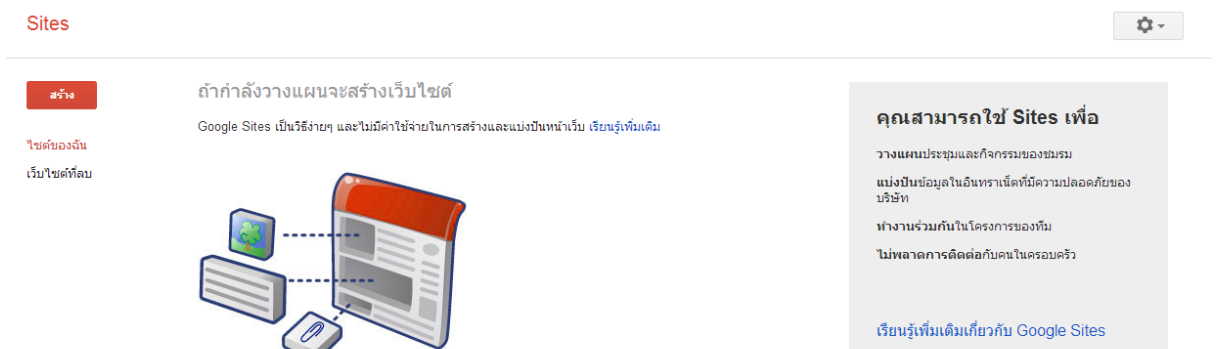 Sites
สร้าง
ไซต์ของฉัน
เว็บไซต์ที่ลบ
ถ้ากำลังวางแผนจะสร้างเว็บไซต์
Google Sites เป็นวิธีง่ายๆ และไม่มีค่าใช้จ่ายในการสร้างและแบ่งปันหน้าเว็บ เรียนรู้เพิ่มเติม
คุณสามารถใช้ Sites เพื่อ
วางแผนประชุมและกิจกรรมของชมรม
แบ่งปันข้อมูลในอินทราเน็ตที่มีความปลอดภัยของ
บริษัท
ทำงานร่วมกันในโครงการของทีม
ไม่พลาดการติดต่อกับคนในครอบครัว
เรียนรู้เพิ่มเติมเกี่ยวกับ Google Sites